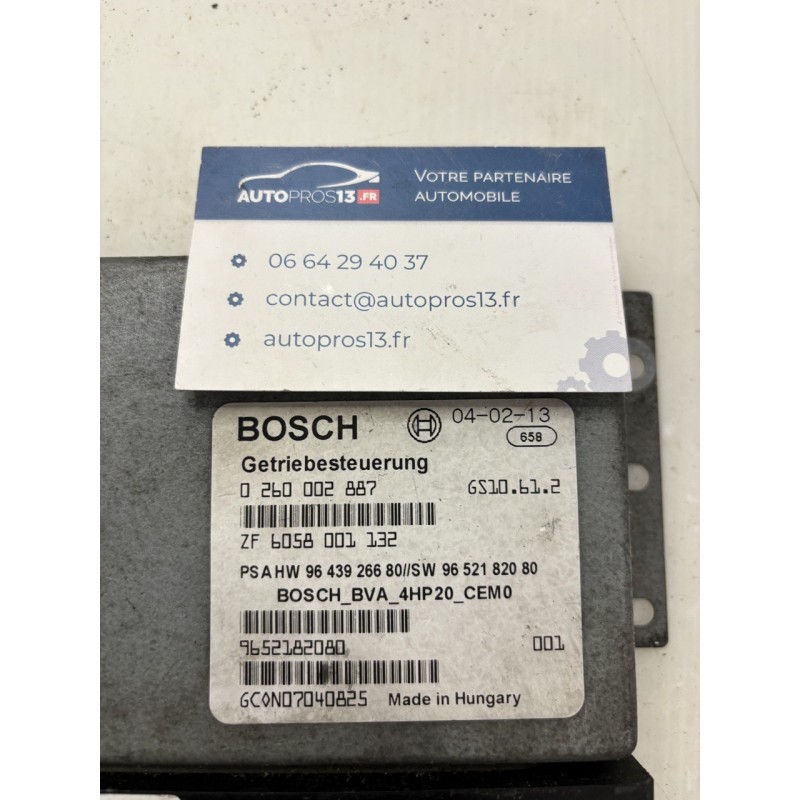 AUTOPROS13.FR
VOTRE PARTENAIRE
AUTOMOBILE
06 64 29 40 37
contact@autopros13.fr
autopros13.fr
BOSCH 04-02-13
658
Getriebesteuerung
0 260 002 887 GS10.61.2
ZF 6058 001 132
PSA HW 96 439 266 80//SW 96 521 820 80
BOSCH_BVA_4HP20_CEM0
9652182080 001
GC0N07040825 Made in Hungary